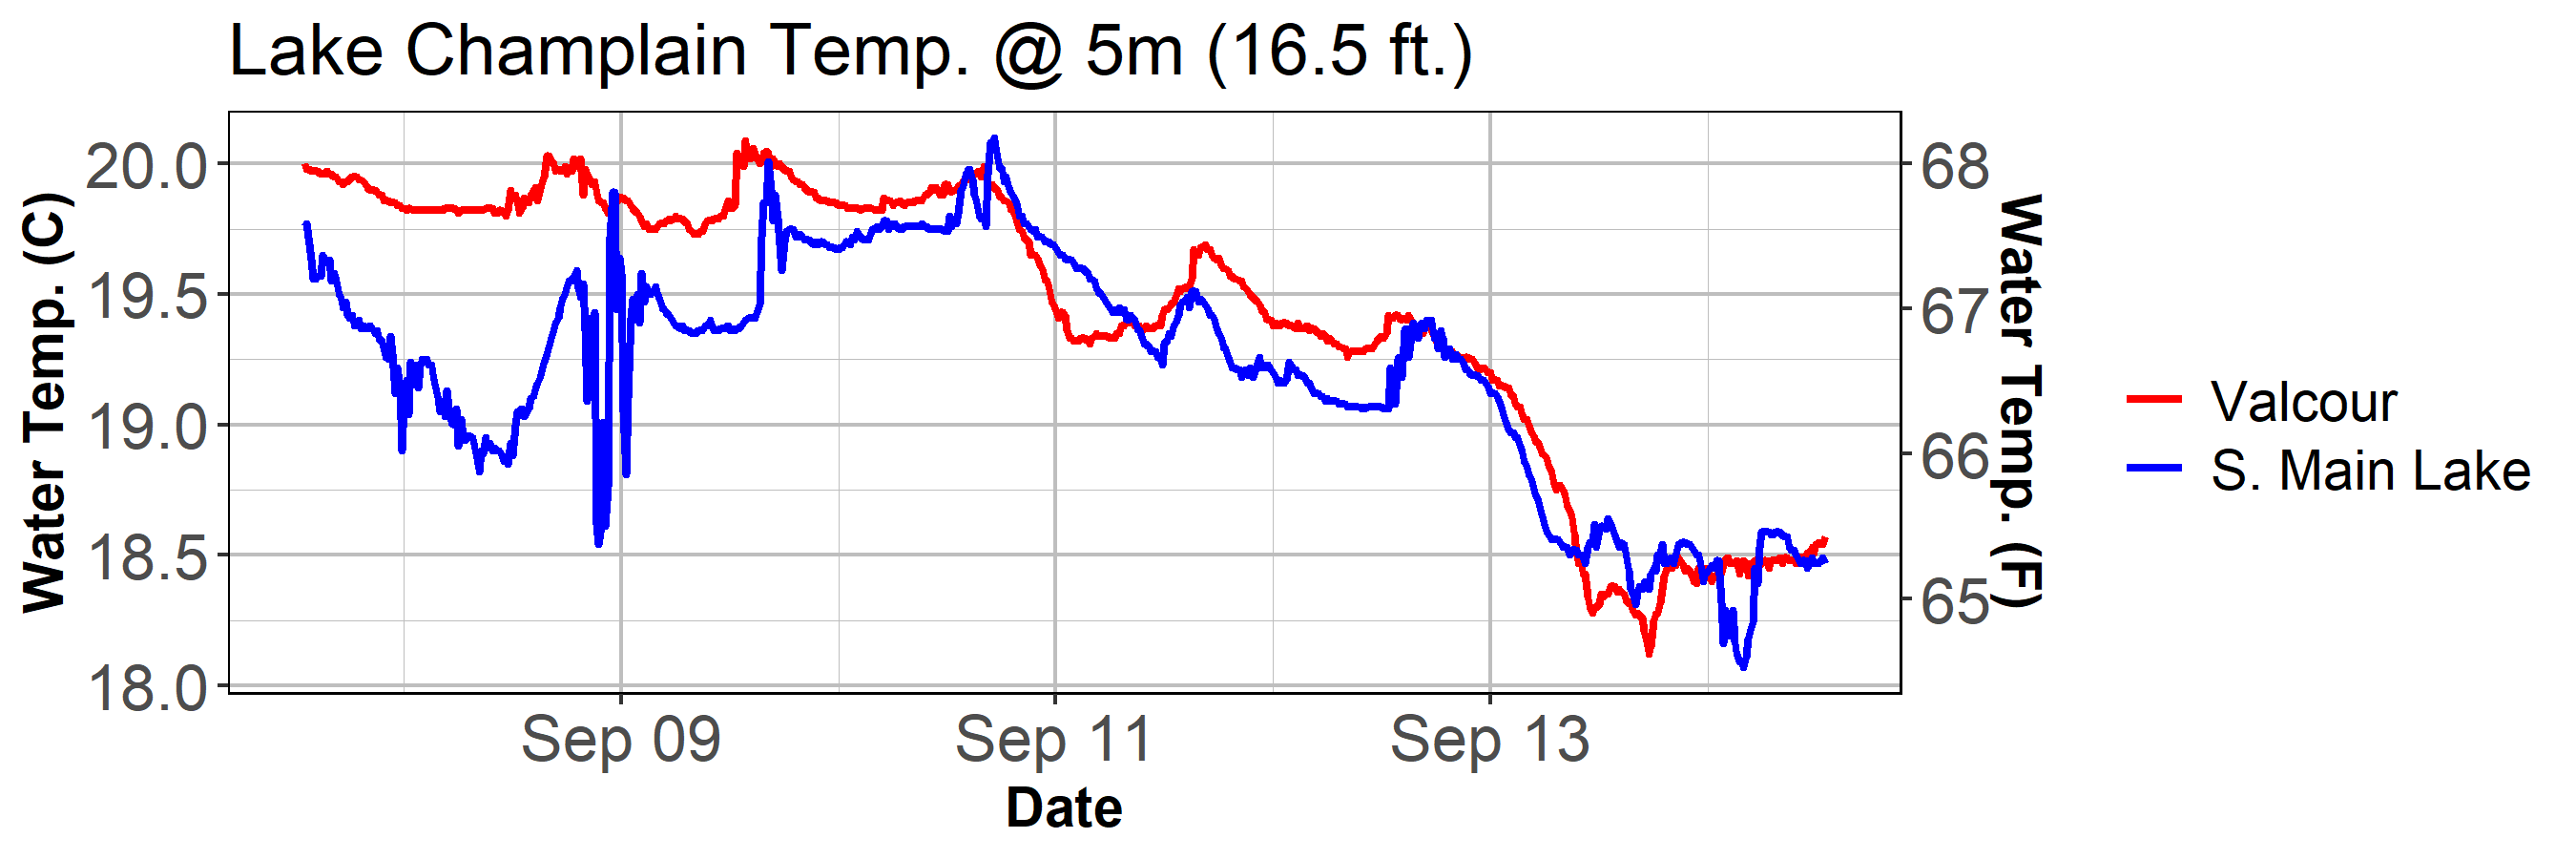 Lake Champlain Temp. @ 5m (16.5 ft.)
Water Temp. (C)
20.0
19.5
19.0
18.5
18.0
68
67
66
65
Water Temp. (F)
Sep 09
Sep 11
Sep 13
Date
Valcour
S. Main Lake